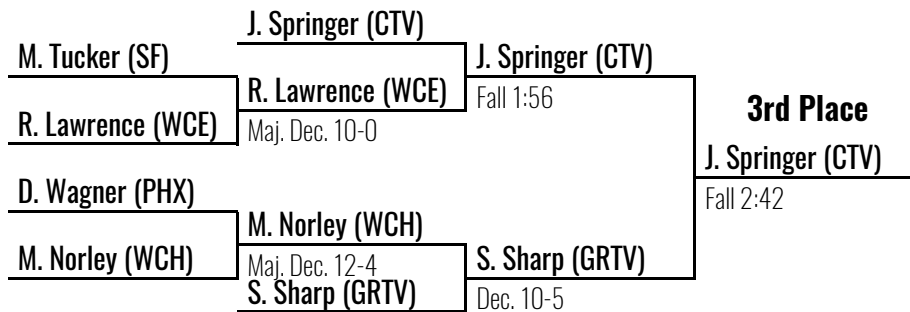 J. Springer (CTV)
M. Tucker (SF)
J. Springer (CTV)
R. Lawrence (WCE)
Fall 1:56
3rd Place
R. Lawrence (WCE)
Maj. Dec. 10-0
J. Springer (CTV)
D. Wagner (PHX)
Fall 2:42
M. Norley (WCH)
M. Norley (WCH)
Maj. Dec. 12-4
S. Sharp (GRTV)
S. Sharp (GRTV)
Dec. 10-5